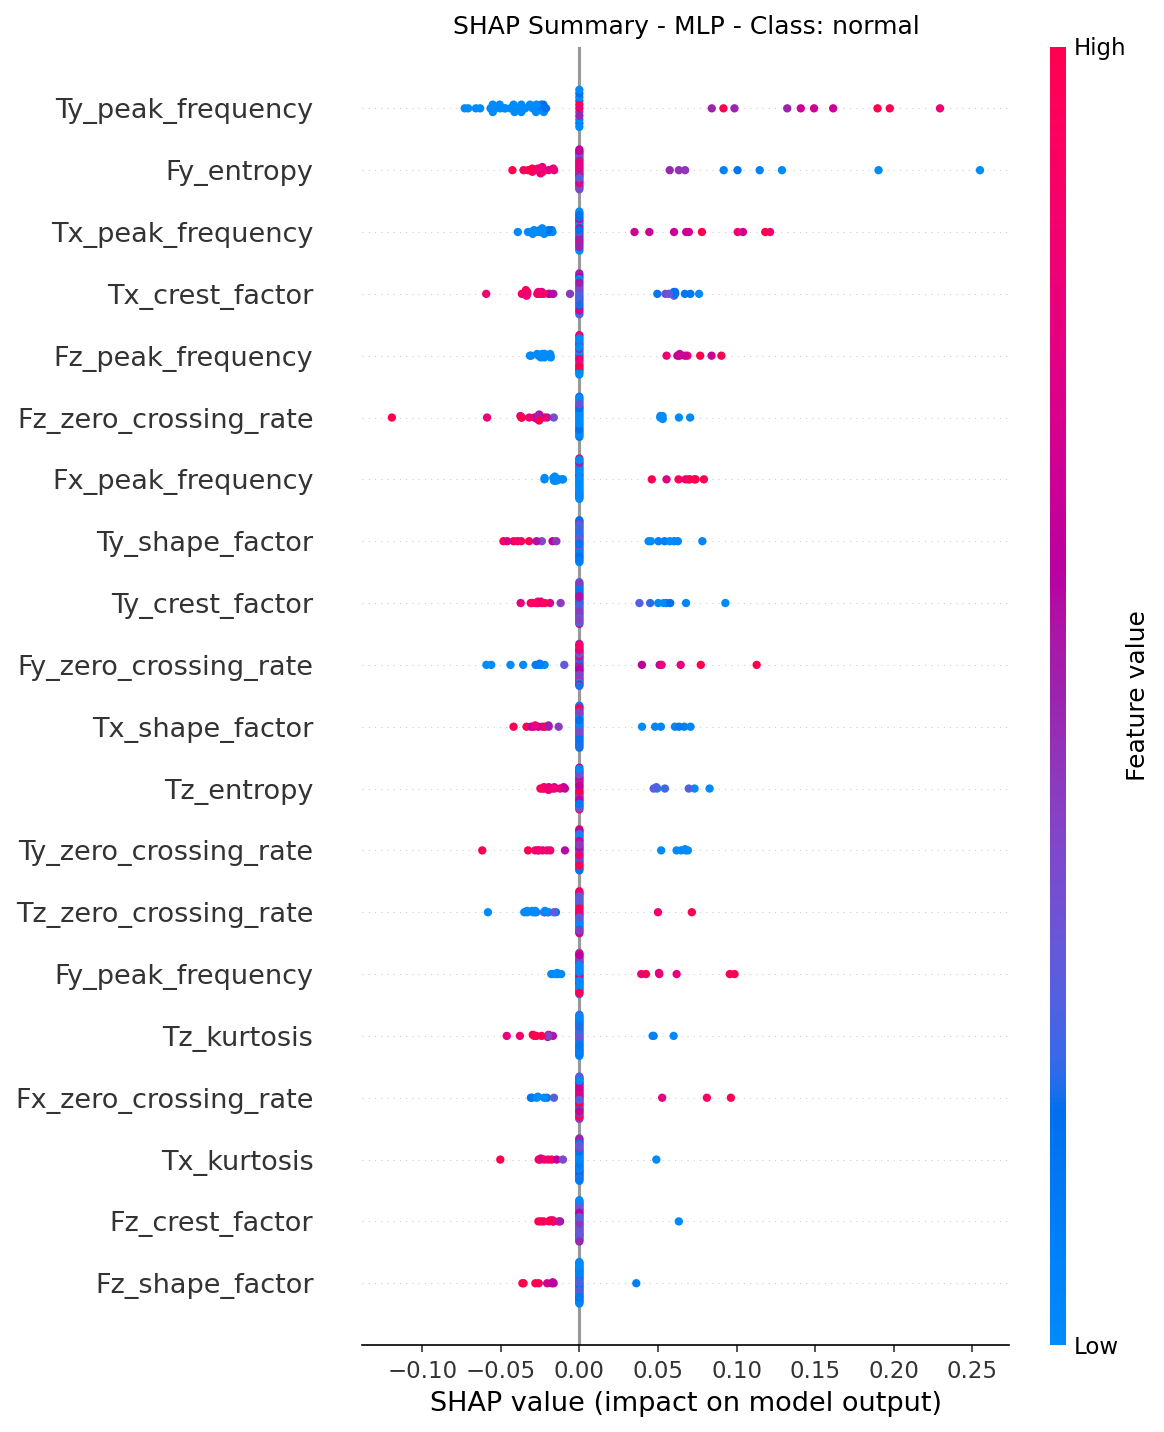 SHAP Summary - MLP - Class: normal
High
Ty_peak_frequency
Fy_entropy
Tx_peak_frequency
Tx_crest_factor
Fz_peak_frequency
Fz_zero_crossing_rate
Fx_peak_frequency
Ty_shape_factor
Ty_crest_factor
Fy_zero_crossing_rate
Tx_shape_factor
Tz_entropy
Ty_zero_crossing_rate
Tz_zero_crossing_rate
Fy_peak_frequency
Tz_kurtosis
Fx_zero_crossing_rate
Tx_kurtosis
Fz_crest_factor
Fz_shape_factor
Feature value
Low
−0.10 −0.05 0.00 0.05 0.10 0.15 0.20 0.25
SHAP value (impact on model output)